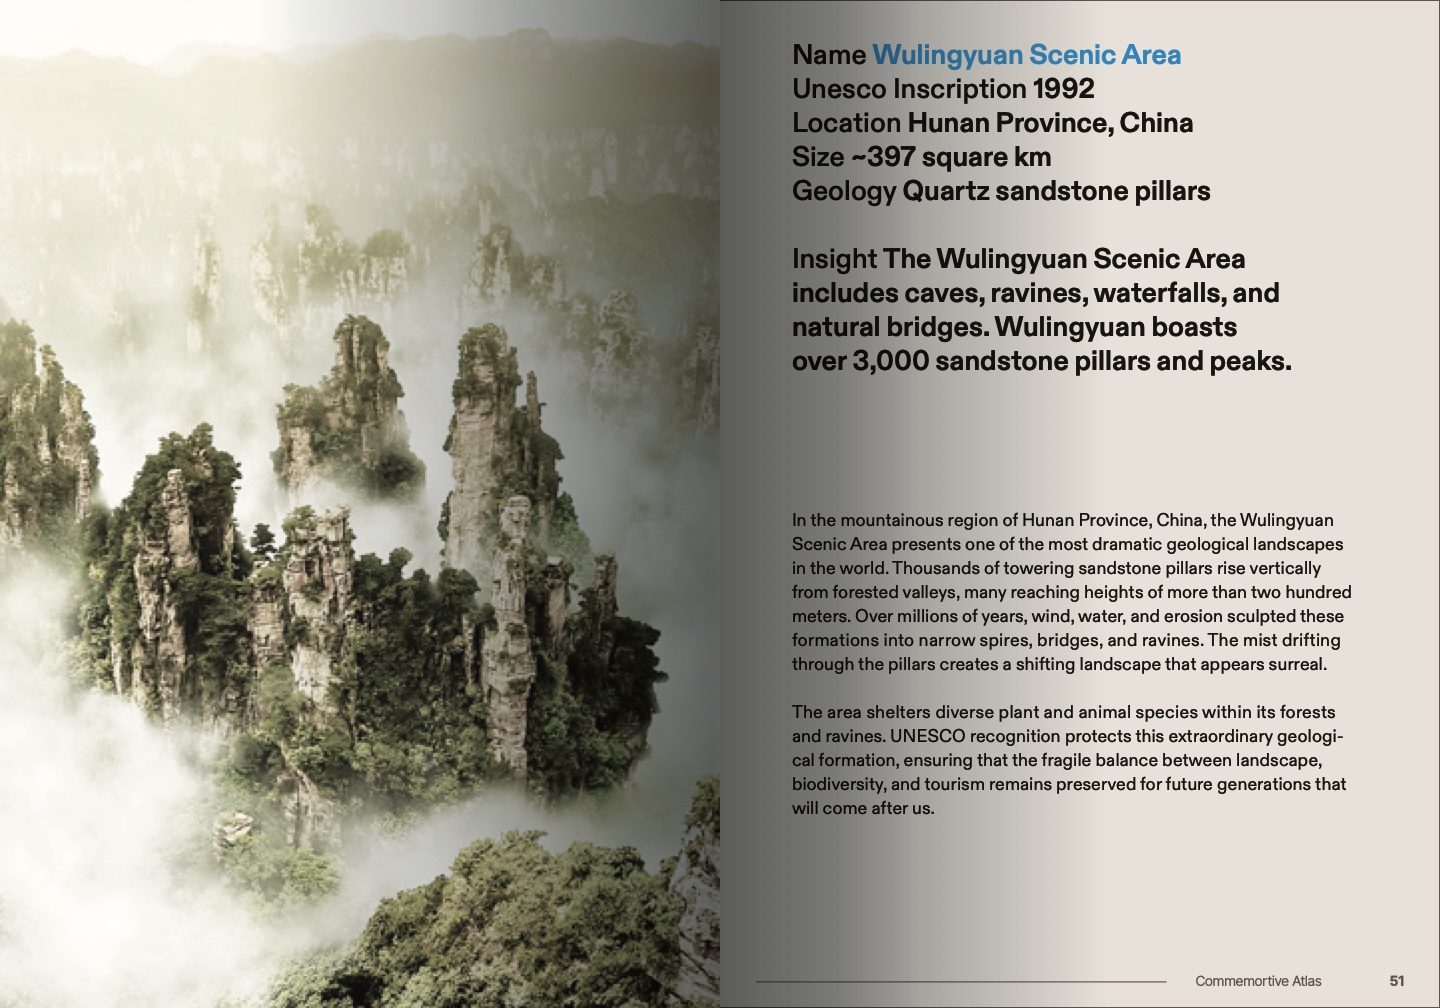 Name Wulingyuan Scenic Area
Unesco Inscription 1992
Location Hunan Province, China
Size ~397 square km
Geology Quartz sandstone pillars
Insight The Wulingyuan Scenic Area
includes caves, ravines, waterfalls, and
natural bridges. Wulingyuan boasts
over 3,000 sandstone pillars and peaks.
In the mountainous region of Hunan Province, China, the Wulingyuan
Scenic Area presents one of the most dramatic geological landscapes
in the world. Thousands of towering sandstone pillars rise vertically
from forested valleys, many reaching heights of more than two hundred
meters. Over millions of years, wind, water, and erosion sculpted these
formations into narrow spires, bridges, and ravines. The mist drifting
through the pillars creates a shifting landscape that appears surreal.
The area shelters diverse plant and animal species within its forests
and ravines. UNESCO recognition protects this extraordinary geologi-
cal formation, ensuring that the fragile balance between landscape,
biodiversity, and tourism remains preserved for future generations that
will come after us.
Commemortive Atlas 51